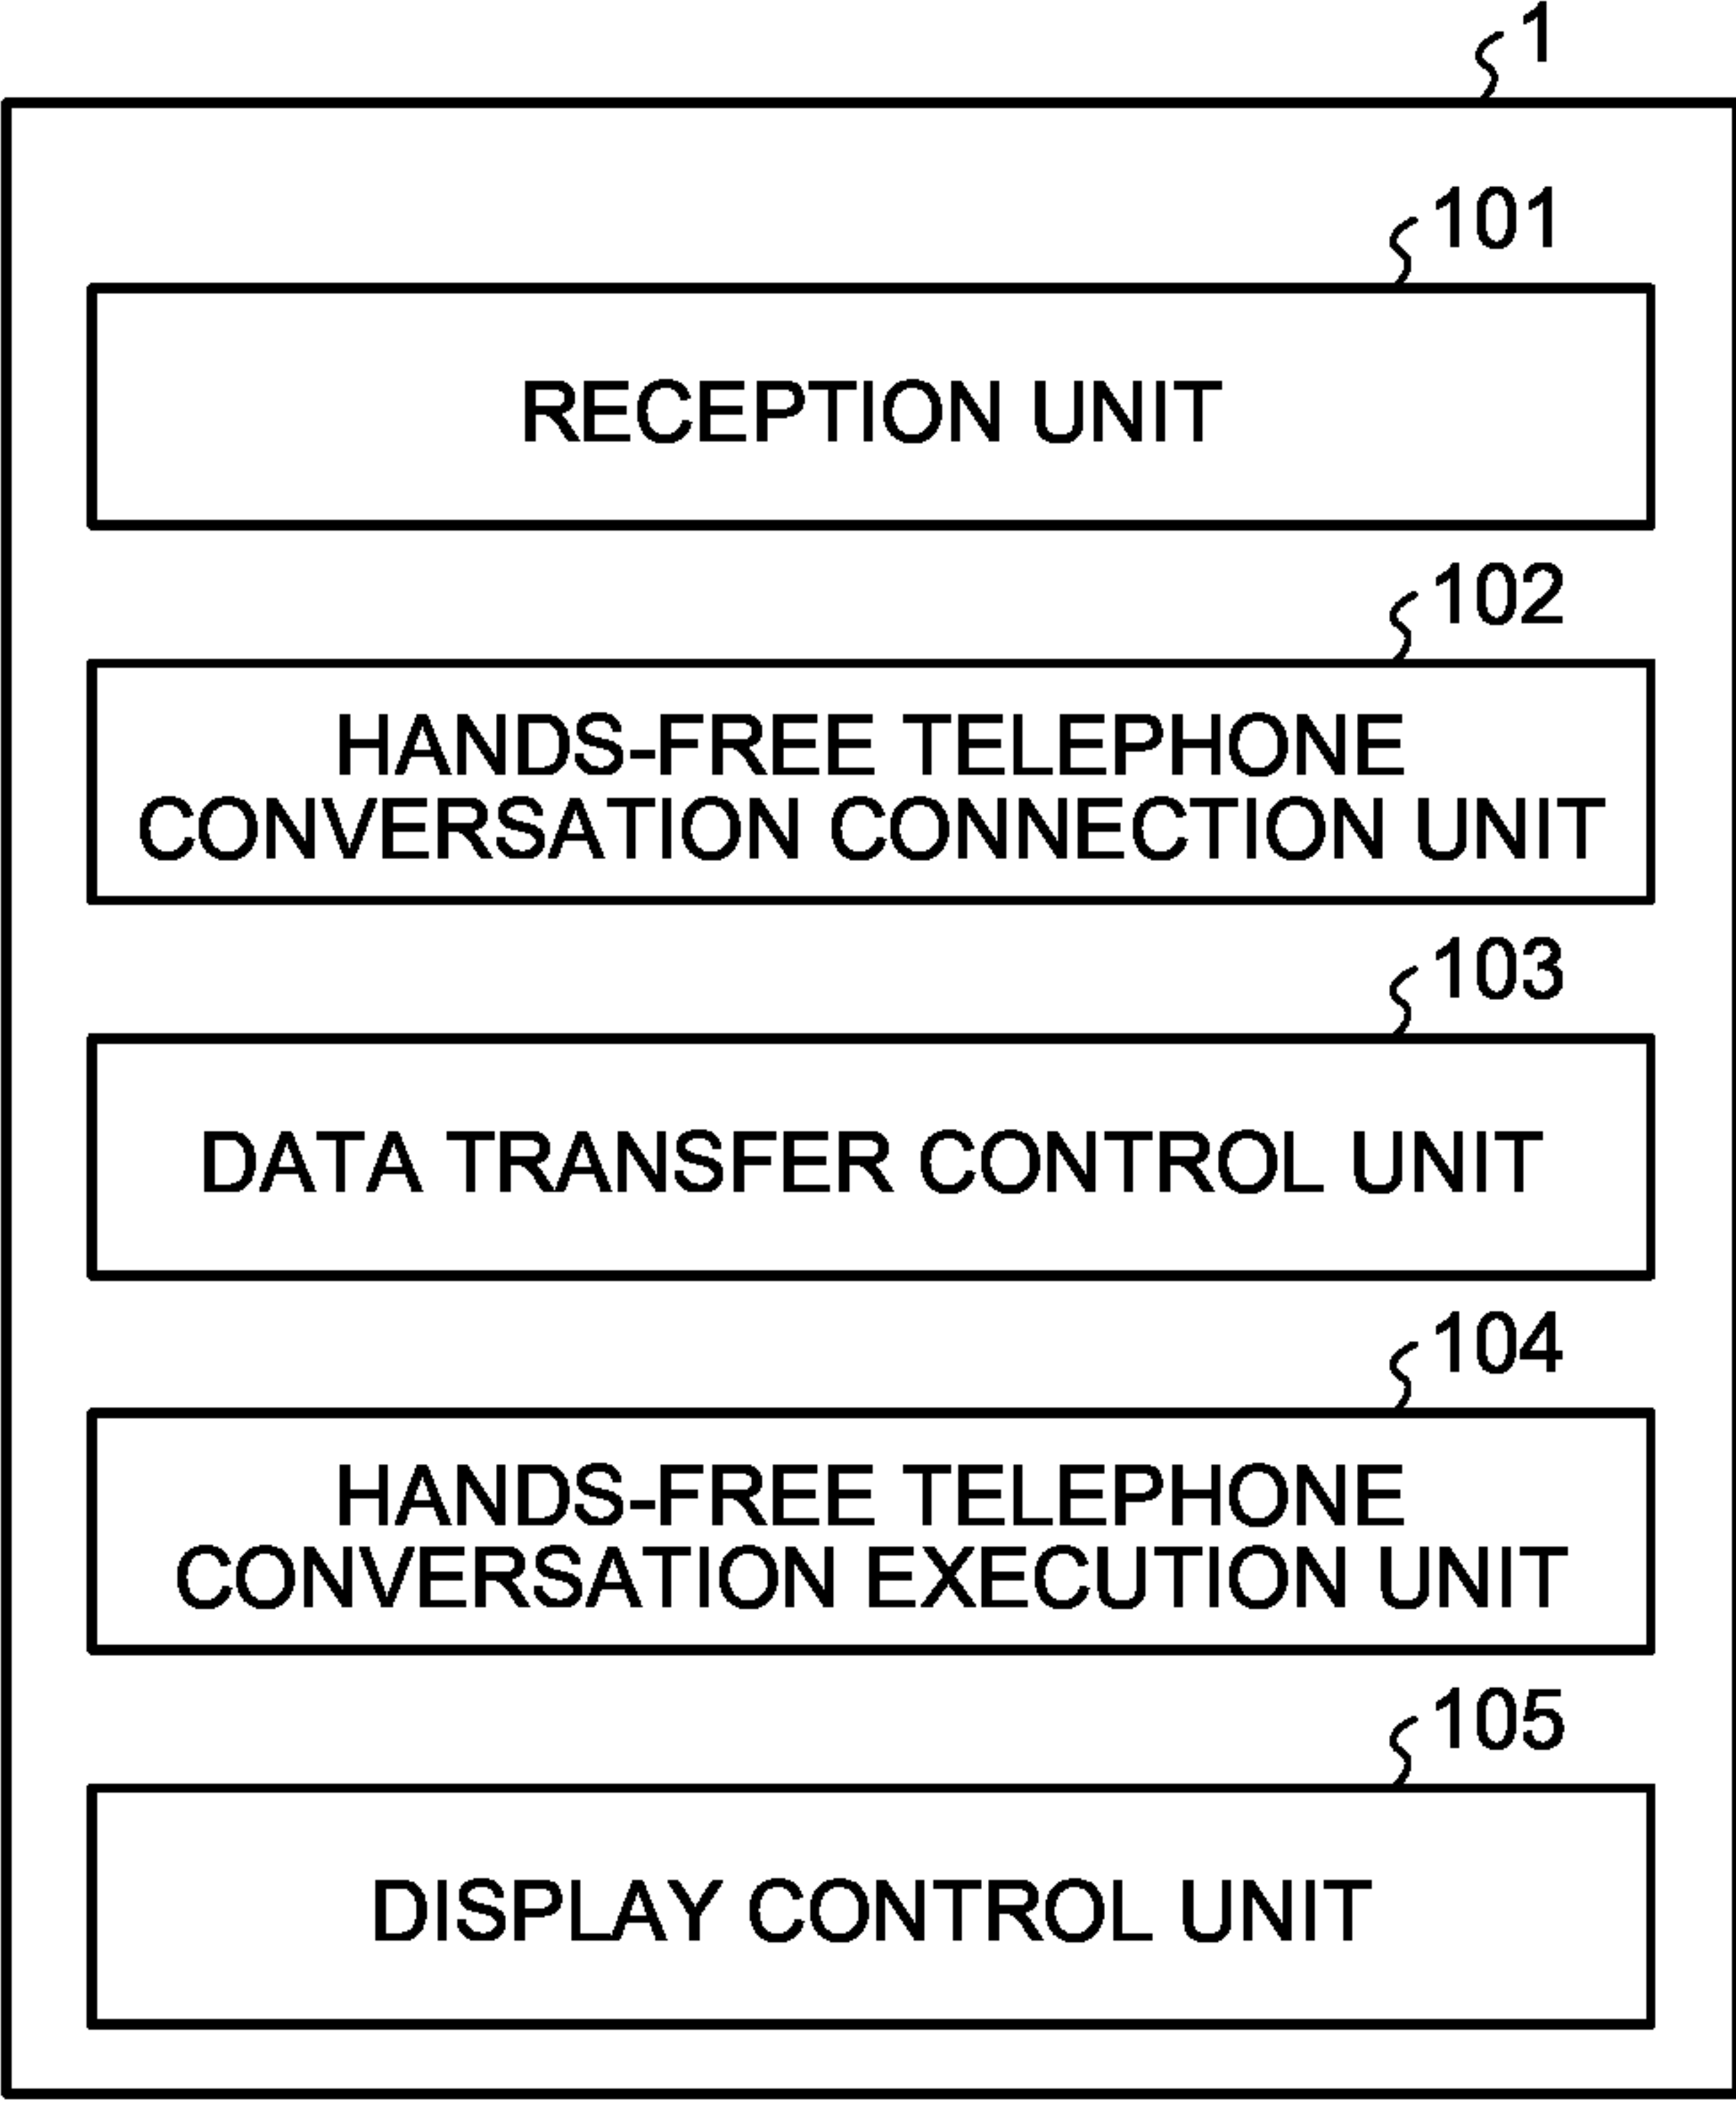 1
101
RECEPTION UNIT
102
HANDS-FREE TELEPHONE
CONVERSATION CONNECTION UNIT
103
DATA TRANSFER CONTROL UNIT
104
HANDS-FREE TELEPHONE
CONVERSATION EXECUTION UNIT
105
DISPLAY CONTROL UNIT